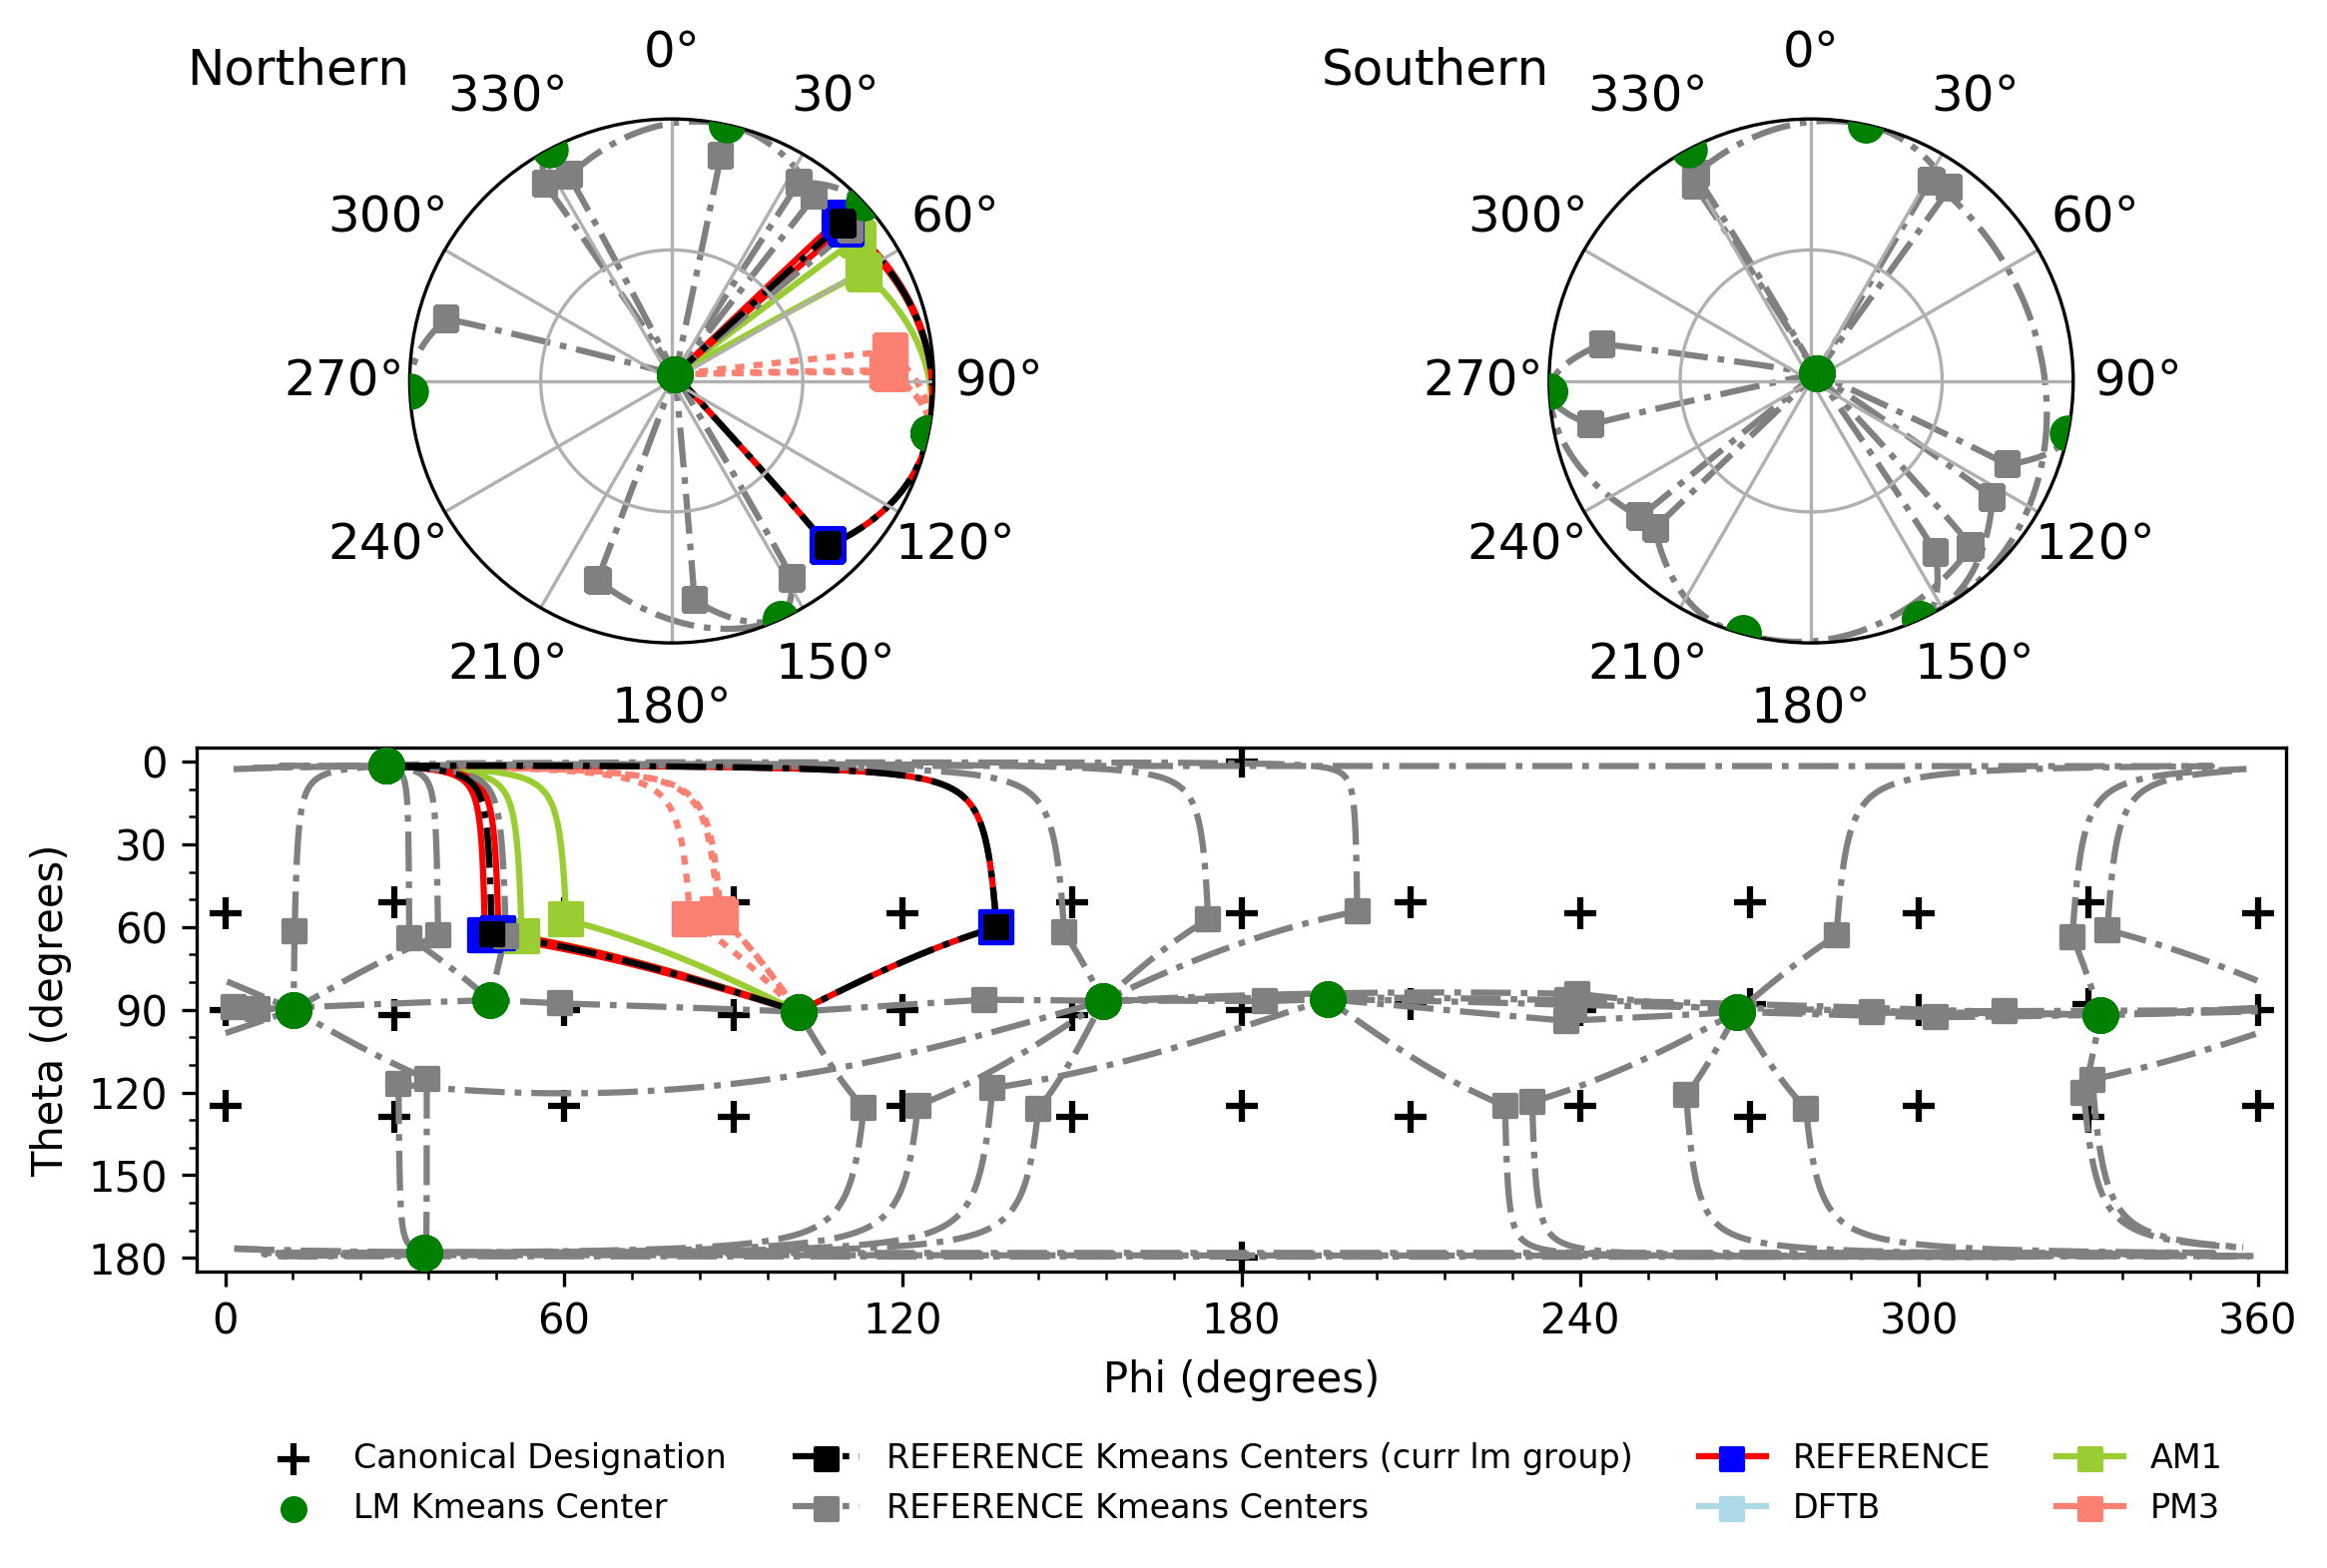 Northern
0°
30°
60°
90°
120°
150°
180°
210°
240°
270°
300°
330°
Southern
0°
30°
60°
90°
120°
150°
180°
210°
240°
270°
300°
330°
Theta (degrees)
0
30
60
90
120
150
180
0 60 120 180 240 300 360
Phi (degrees)
Canonical Designation
LM Kmeans Center
REFERENCE Kmeans Centers (curr lm group)
REFERENCE Kmeans Centers
REFERENCE
DFTB
AM1
PM3